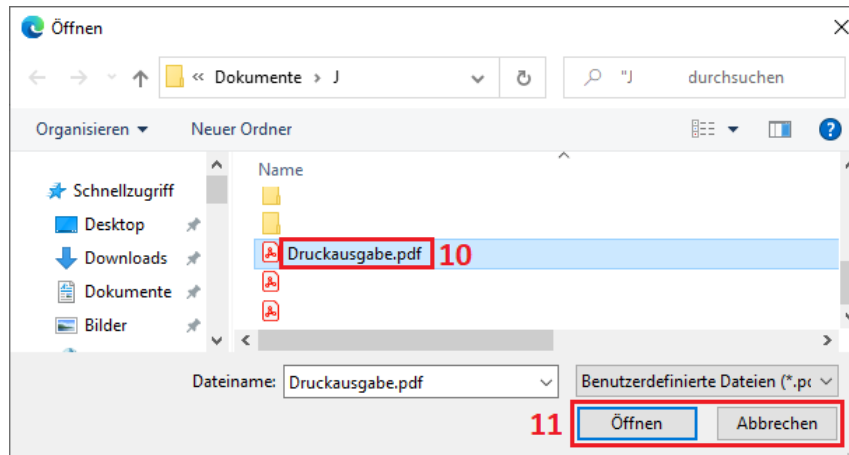 Öffnen
« Dokumente › J
"J durchsuchen
Organisieren Neuer Ordner
Name
Schnellzugriff
Desktop
Downloads
Dokumente
Bilder
Druckausgabe.pdf 10
Dateiname: Druckausgabe.pdf
Benutzerdefinierte Dateien (*.pc
11 Öffnen Abbrechen